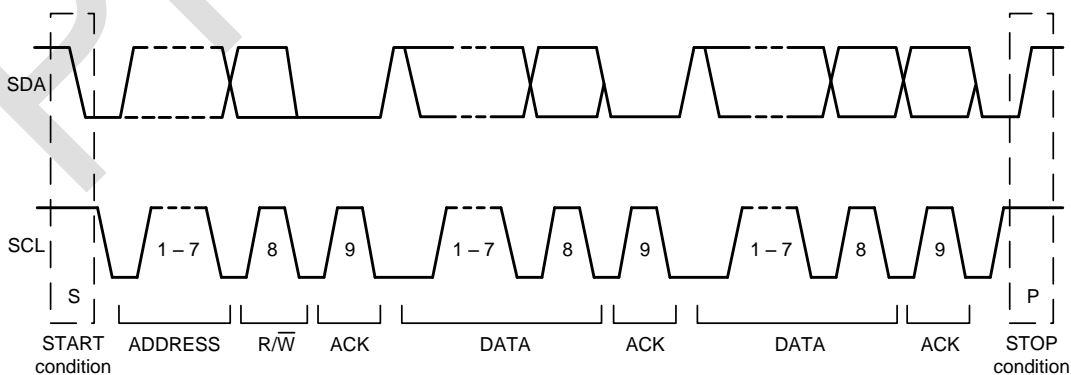 SDA
SCL
1 – 7 8 9 1 – 7 8 9 1 – 7 8 9
S P
START condition ADDRESS R/W̅ ACK DATA ACK DATA ACK STOP condition